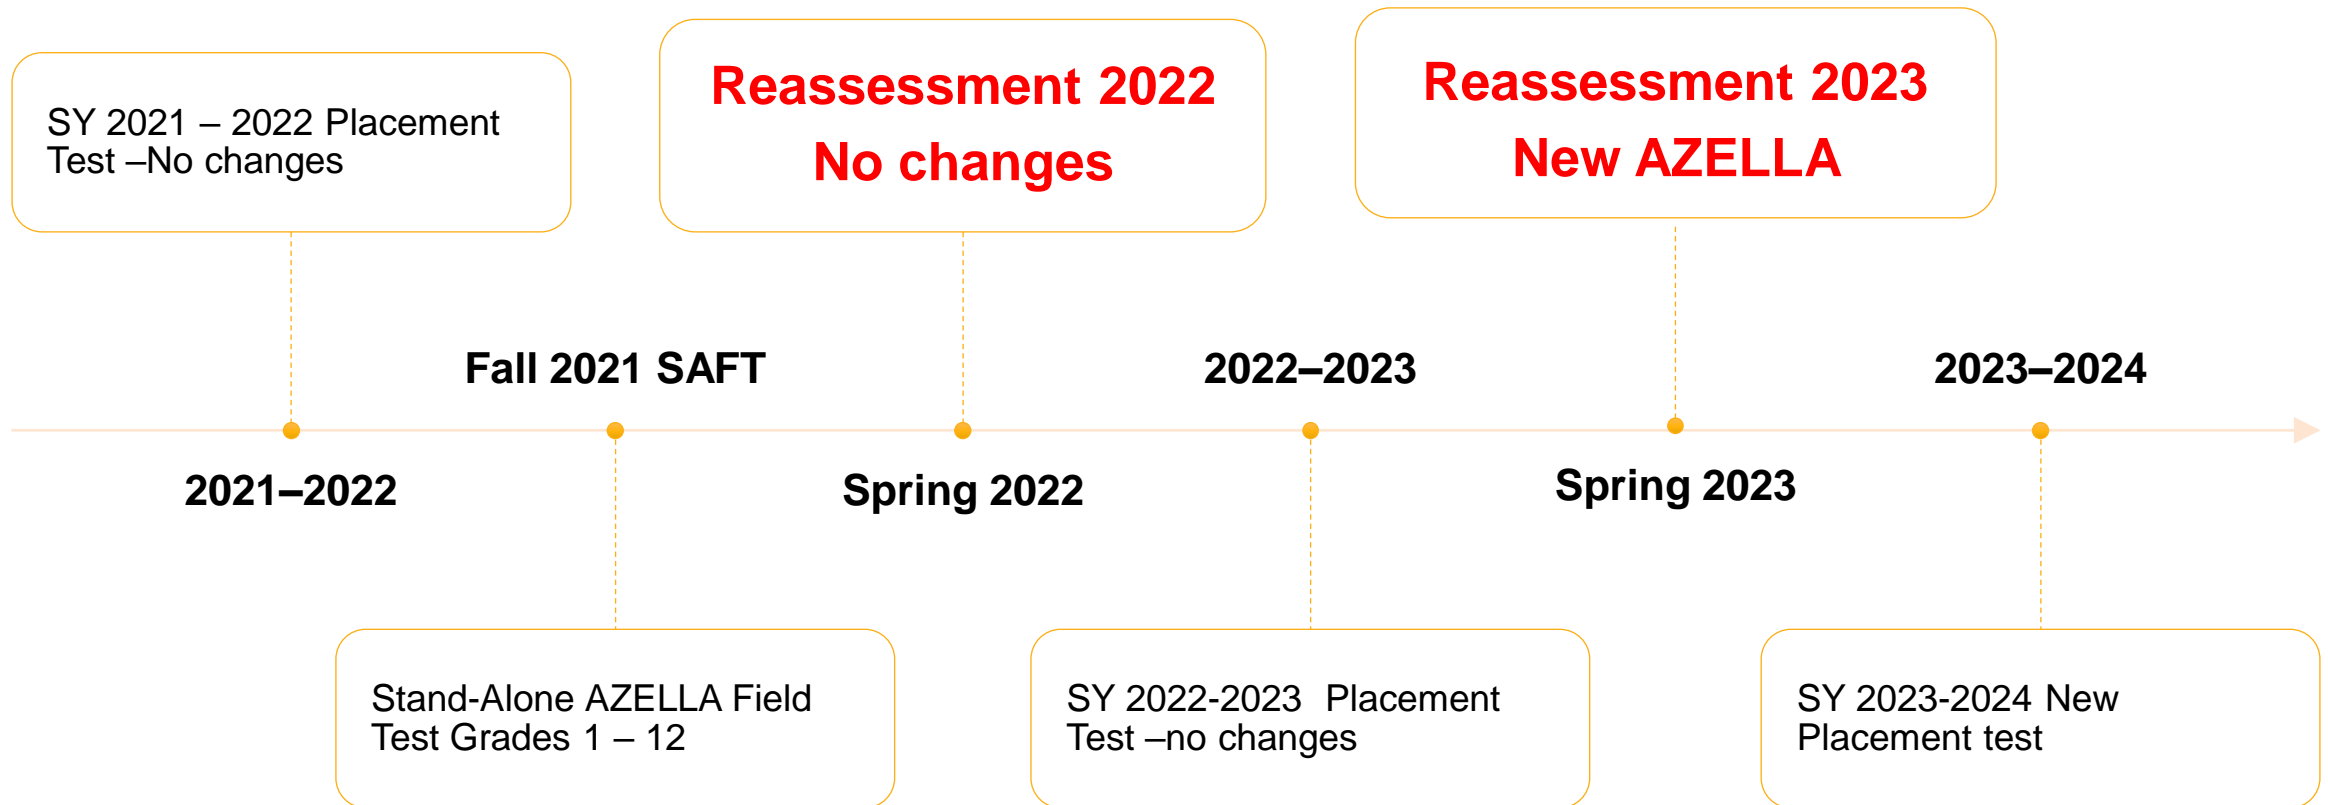 SY 2021 – 2022 Placement
Test –No changes
Reassessment 2022
No changes
Reassessment 2023
New AZELLA
Fall 2021 SAFT
2022–2023
2023–2024
2021–2022
Spring 2022
Spring 2023
Stand-Alone AZELLA Field
Test Grades 1 – 12
SY 2022-2023  Placement
Test –no changes
SY 2023-2024 New
Placement test